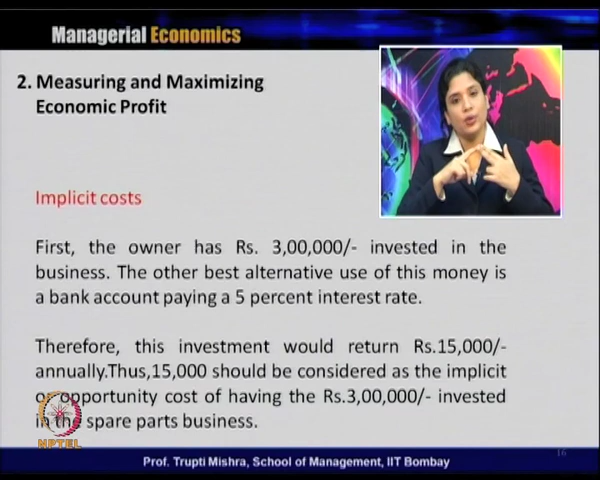 Managerial Economics
2. Measuring and Maximizing
Economic Profit
Implicit costs
First, the owner has Rs. 3,00,000/- invested in the
business. The other best alternative use of this money is
a bank account paying a 5 percent interest rate.
Therefore, this investment would return Rs.15,000/-
annually.Thus,15,000 should be considered as the implicit
or opportunity cost of having the Rs.3,00,000/- invested
in the spare parts business.
NPTEL
16
Prof. Trupti Mishra, School of Management, IIT Bombay